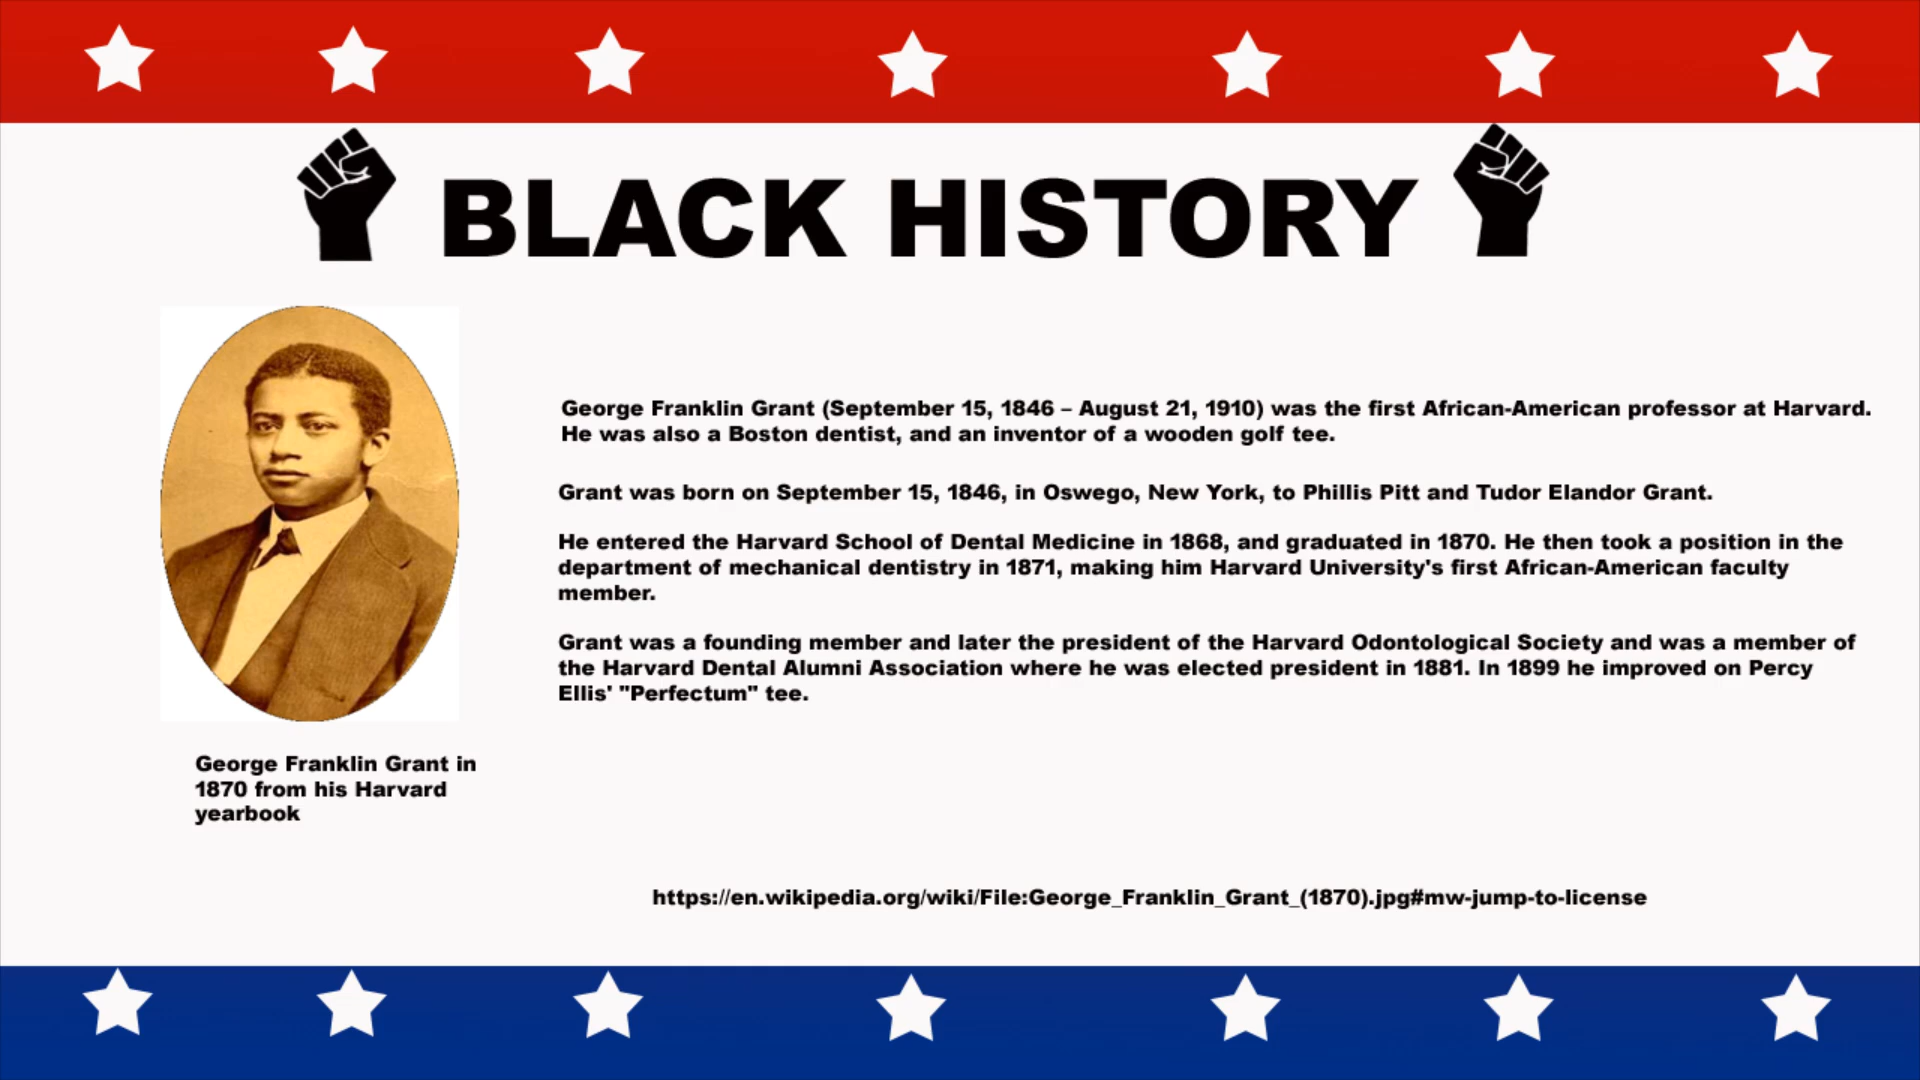 BLACK HISTORY
George Franklin Grant (September 15, 1846 – August 21, 1910) was the first African-American professor at Harvard.
He was also a Boston dentist, and an inventor of a wooden golf tee.
Grant was born on September 15, 1846, in Oswego, New York, to Phillis Pitt and Tudor Elandor Grant.
He entered the Harvard School of Dental Medicine in 1868, and graduated in 1870. He then took a position in the
department of mechanical dentistry in 1871, making him Harvard University's first African-American faculty
member.
Grant was a founding member and later the president of the Harvard Odontological Society and was a member of
the Harvard Dental Alumni Association where he was elected president in 1881. In 1899 he improved on Percy
Ellis' "Perfectum" tee.
George Franklin Grant in
1870 from his Harvard
yearbook
https://en.wikipedia.org/wiki/File:George_Franklin_Grant_(1870).jpg#mw-jump-to-license